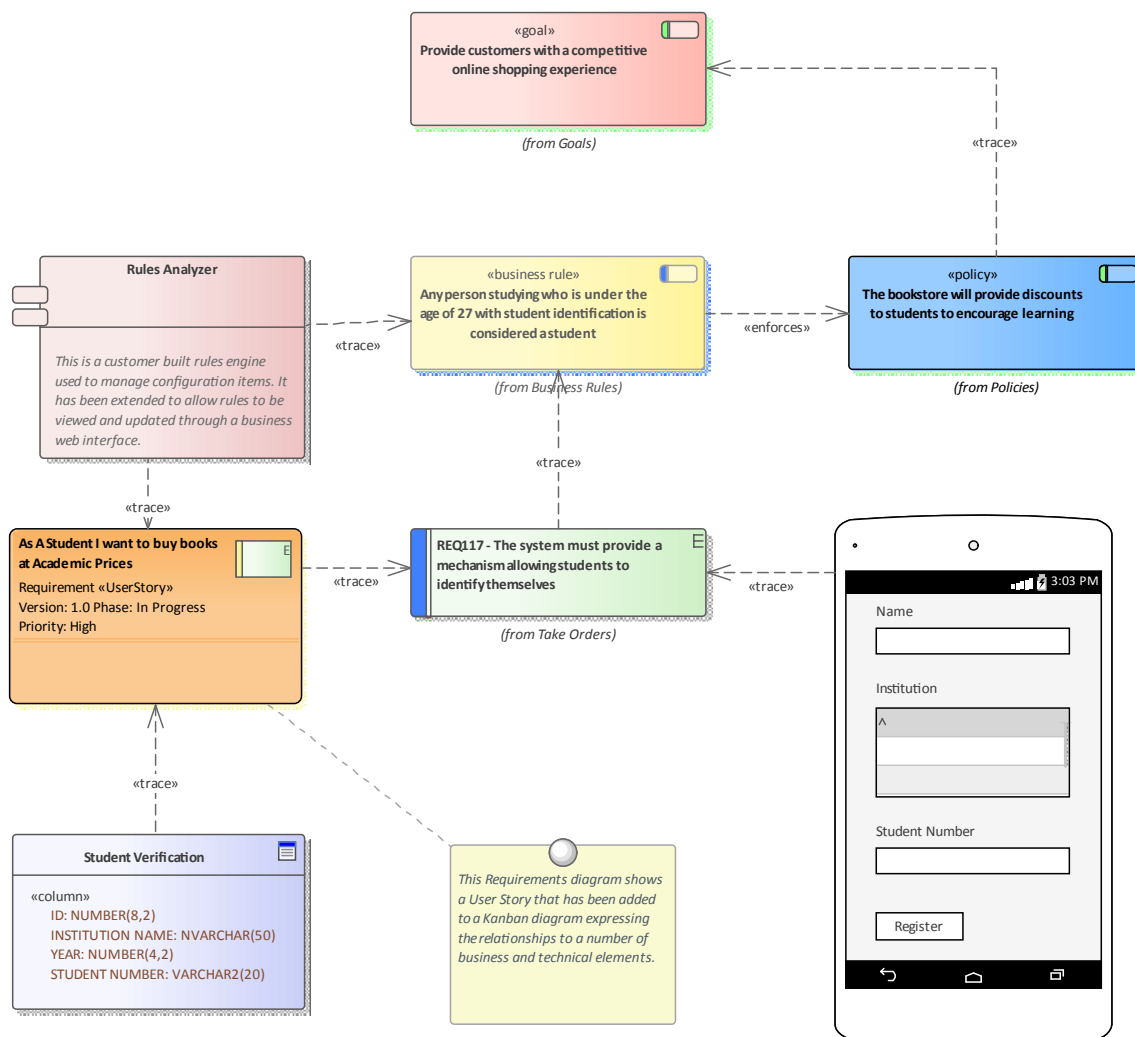 «goal»
Provide customers with a competitive
online shopping experience
(from Goals)
«trace»
Rules Analyzer
This is a customer built rules engine
used to manage configuration items. It
has been extended to allow rules to be
viewed and updated through a business
web interface.
«trace»
«business rule»
Any person studying who is under the
age of 27 with student identification is
considered a student
(from Business Rules)
«enforces»
«policy»
The bookstore will provide discounts
to students to encourage learning
(from Policies)
«trace»
«trace»
As A Student I want to buy books
at Academic Prices
E
Requirement «UserStory»
Version: 1.0 Phase: In Progress
Priority: High
«trace»
REQ117 - The system must provide a
mechanism allowing students to
identify themselves
E
(from Take Orders)
«trace»
3:03 PM
Name
Institution
^
Student Number
Register
«trace»
Student Verification
«column»
ID: NUMBER(8,2)
INSTITUTION NAME: NVARCHAR(50)
YEAR: NUMBER(4,2)
STUDENT NUMBER: VARCHAR2(20)
This Requirements diagram shows
a User Story that has been added
to a Kanban diagram expressing
the relationships to a number of
business and technical elements.